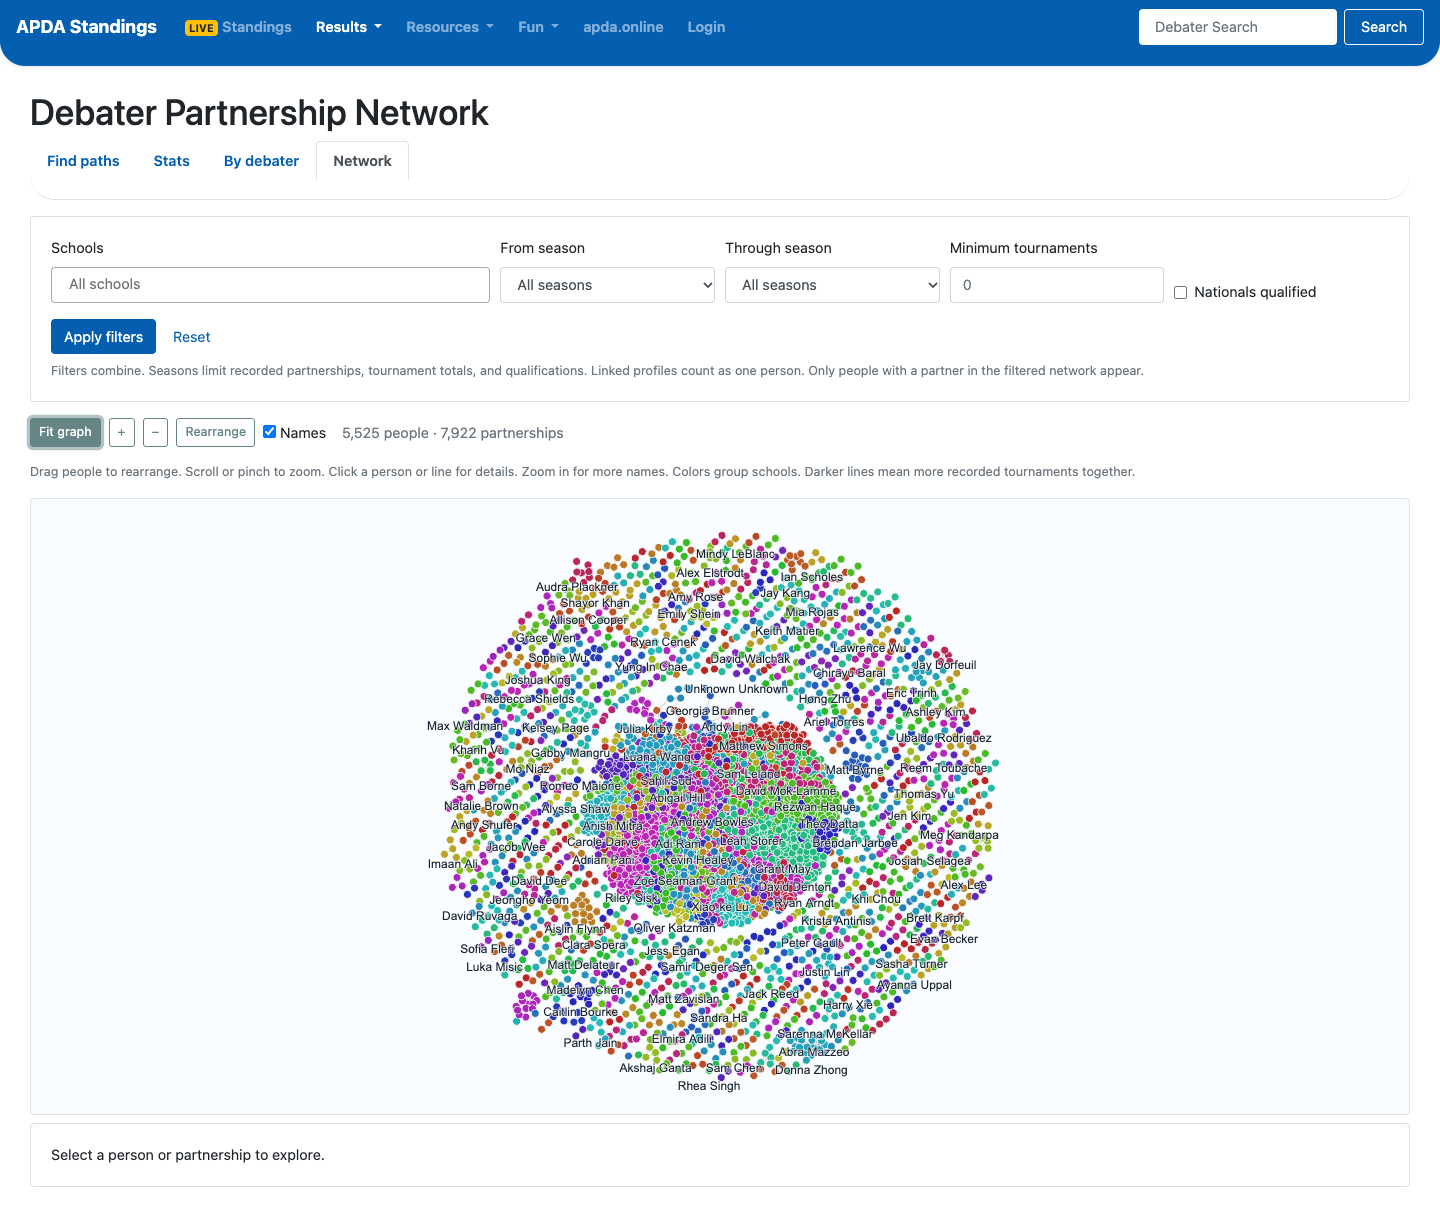 APDA Standings LIVE Standings Results Resources Fun apda.online Login Debater Search Search
Debater Partnership Network
Find paths Stats By debater Network
Schools From season Through season Minimum tournaments
All schools All seasons All seasons 0 Nationals qualified
Apply filters Reset
Filters combine. Seasons limit recorded partnerships, tournament totals, and qualifications. Linked profiles count as one person. Only people with a partner in the filtered network appear.
Fit graph + − Rearrange Names 5,525 people · 7,922 partnerships
Drag people to rearrange. Scroll or pinch to zoom. Click a person or line for details. Zoom in for more names. Colors group schools. Darker lines mean more recorded tournaments together.
Mindy LeBlanc
Alex Elstrodt
Ian Scholes
Audra Plackner
Amy Rose
Jay Kang
Shayor Khan
Emily Shein
Mia Rojas
Allison Cooper
Keith Matier
Grace Wen
Ryan Cenek
Lawrence Wu
Sophie Wu
Yung In Chae
David Walchak
Jay Dorfeuil
Joshua King
Chirayu Baral
Unknown Unknown
Eric Trinh
Rebecca Shields
Hong Zhu
Georgia Brunner
Ashley Kim
Max Waldman
Kelsey Page
Julia Kirby
Andy Lin
Ariel Torres
Ubaldo Rodriguez
Khanh Vu
Gabby Mangru
Luana Wang
Matthew Simons
Mo Niaz
Sahil Sud
Sam Leland
Matt Byrne
Reem Toubache
Sam Borne
Romeo Maione
Abigail Hil
David Mok-Lamme
Thomas Yu
Natalie Brown
Alyssa Shaw
Rezwan Haque
Jen Kim
Andy Shufer
Anish Mitra
Andrew Bowles
Theo Datta
Meg Kandarpa
Jacob Wee
Carole Darve
Adi Ram
Leah Storer
Brendan Jarboe
Imaan Ali
Adrian Pari
Kevin Healey
Grant May
Josiah Selagea
David Dee
Zoe Seaman-Grant
David Denton
Alex Lee
Jeongho Yeom
Riley Sisk
Xiao-ke Lu
Ryan Arndt
Khi Chou
David Ruvaga
Krista Antinis
Brett Karpf
Aislin Flynn
Oliver Katzman
Evan Becker
Sofia Fleri
Clara Spera
Jess Egan
Peter Cault
Luka Misic
Matt Delateur
Samir Deger-Sen
Justin Lin
Sasha Turner
Madelyn Chen
Matt Zavislan
Jack Reed
Ayanna Uppal
Caitlin Bourke
Sandra Ha
Harry Xie
Parth Jain
Elmira Adili
Sarenna McKellar
Abra Mazzeo
Akshaj Ganta
Sam Chen
Donna Zhong
Rhea Singh
Select a person or partnership to explore.